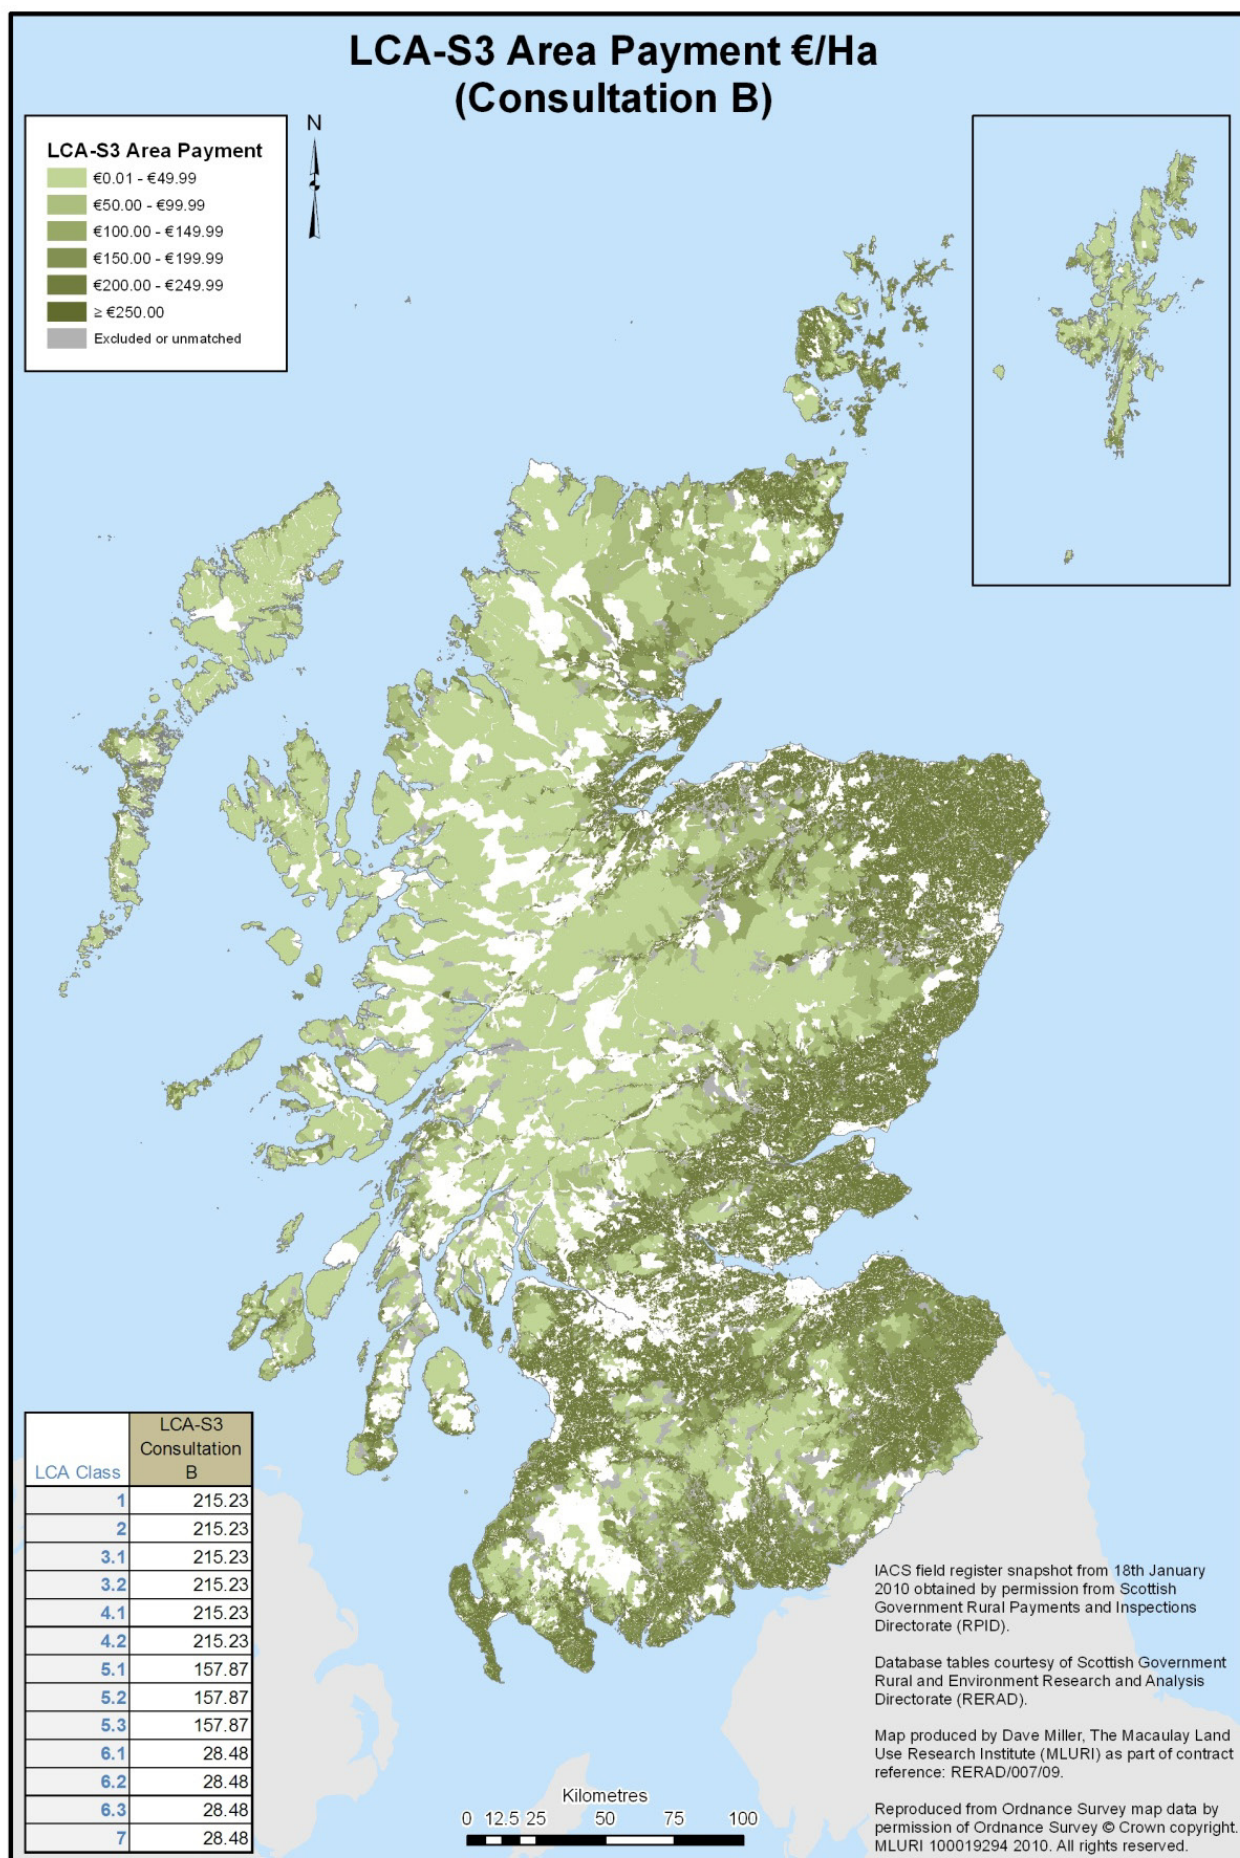 LCA-S3 Area Payment €/Ha
(Consultation B)
N
LCA-S3 Area Payment
€0.01 - €49.99
€50.00 - €99.99
€100.00 - €149.99
€150.00 - €199.99
€200.00 - €249.99
≥ €250.00
Excluded or unmatched
LCA Class
LCA-S3
Consultation
B
1 215.23
2 215.23
3.1 215.23
3.2 215.23
4.1 215.23
4.2 215.23
5.1 157.87
5.2 157.87
5.3 157.87
6.1 28.48
6.2 28.48
6.3 28.48
7 28.48
Kilometres
0 12.5 25 50 75 100
IACS field register snapshot from 18th January
2010 obtained by permission from Scottish
Government Rural Payments and Inspections
Directorate (RPID).
Database tables courtesy of Scottish Government
Rural and Environment Research and Analysis
Directorate (RERAD).
Map produced by Dave Miller, The Macaulay Land
Use Research Institute (MLURI) as part of contract
reference: RERAD/007/09.
Reproduced from Ordnance Survey map data by
permission of Ordnance Survey © Crown copyright.
MLURI 100019294 2010. All rights reserved.